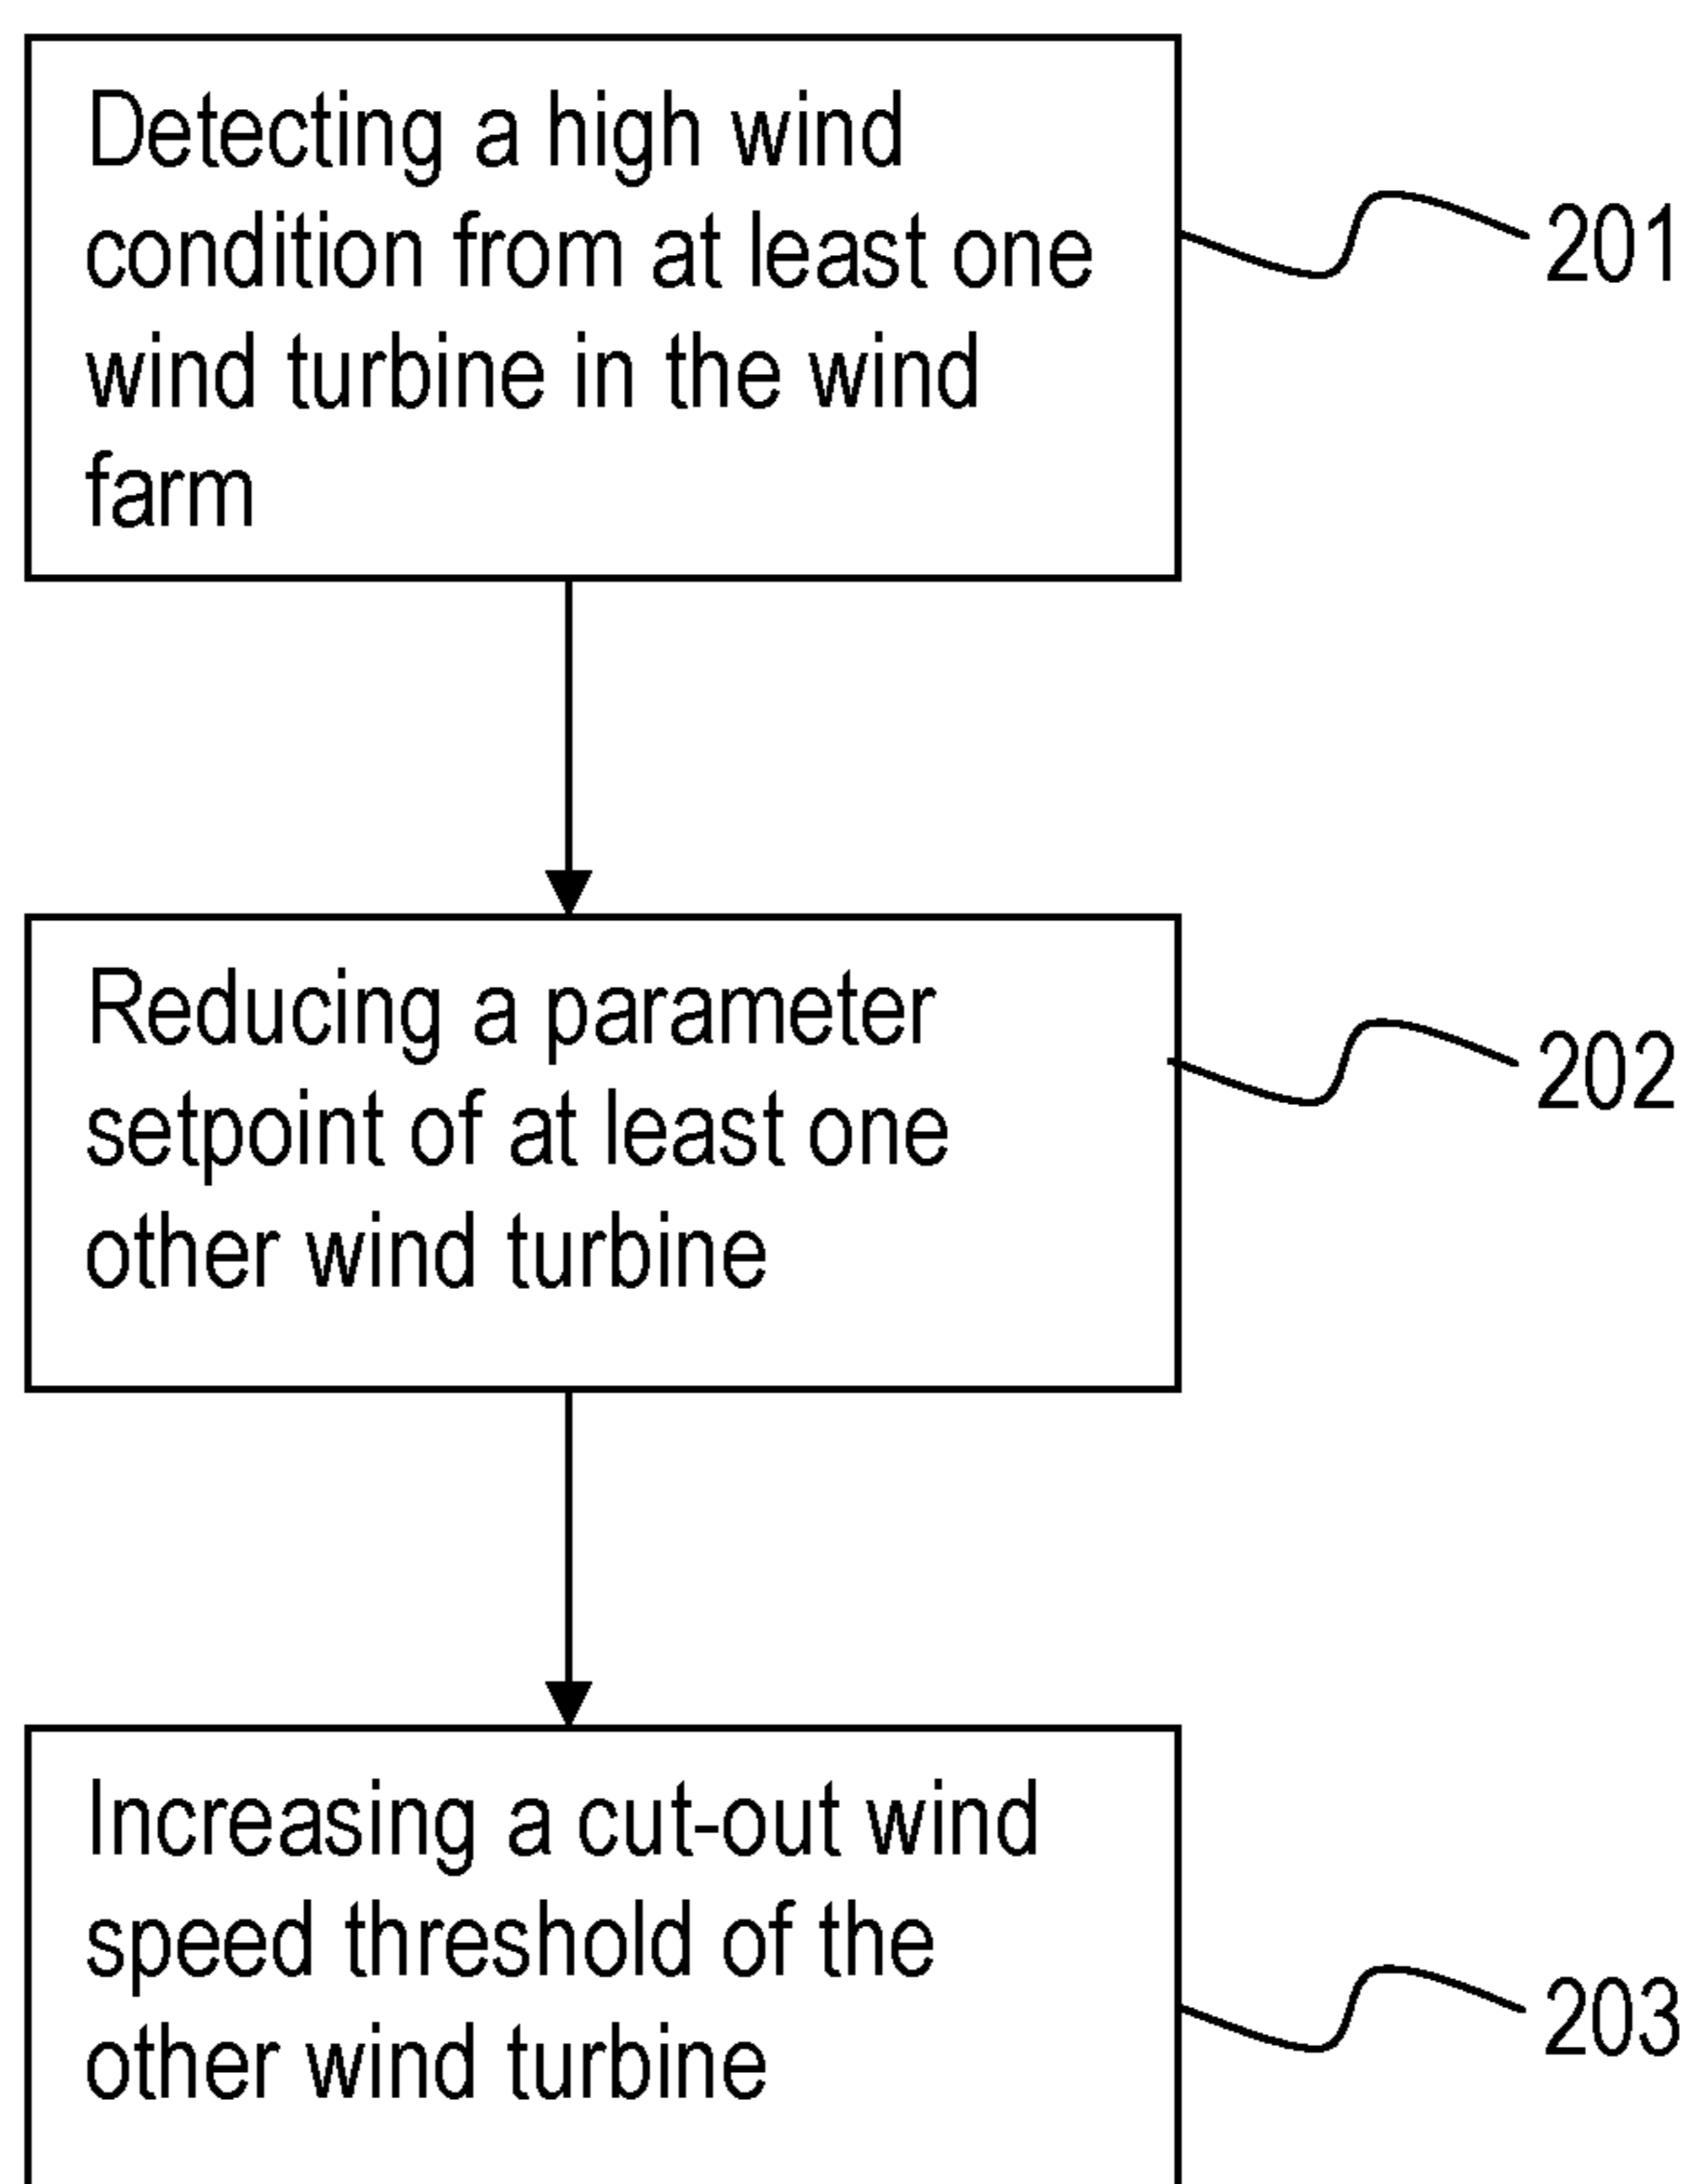 Detecting a high wind
condition from at least one
wind turbine in the wind
farm
201
Reducing a parameter
setpoint of at least one
other wind turbine
202
Increasing a cut-out wind
speed threshold of the
other wind turbine
203